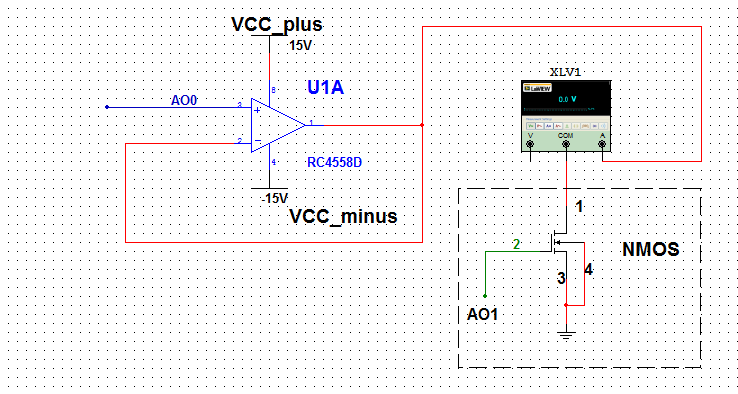 VCC_plus
15V
XLV1
U1A
8
LabVIEW
0.0 V
AO0
3
1
2
V COM A
4
RC4558D
-15V
VCC_minus
1
2
NMOS
3
4
AO1